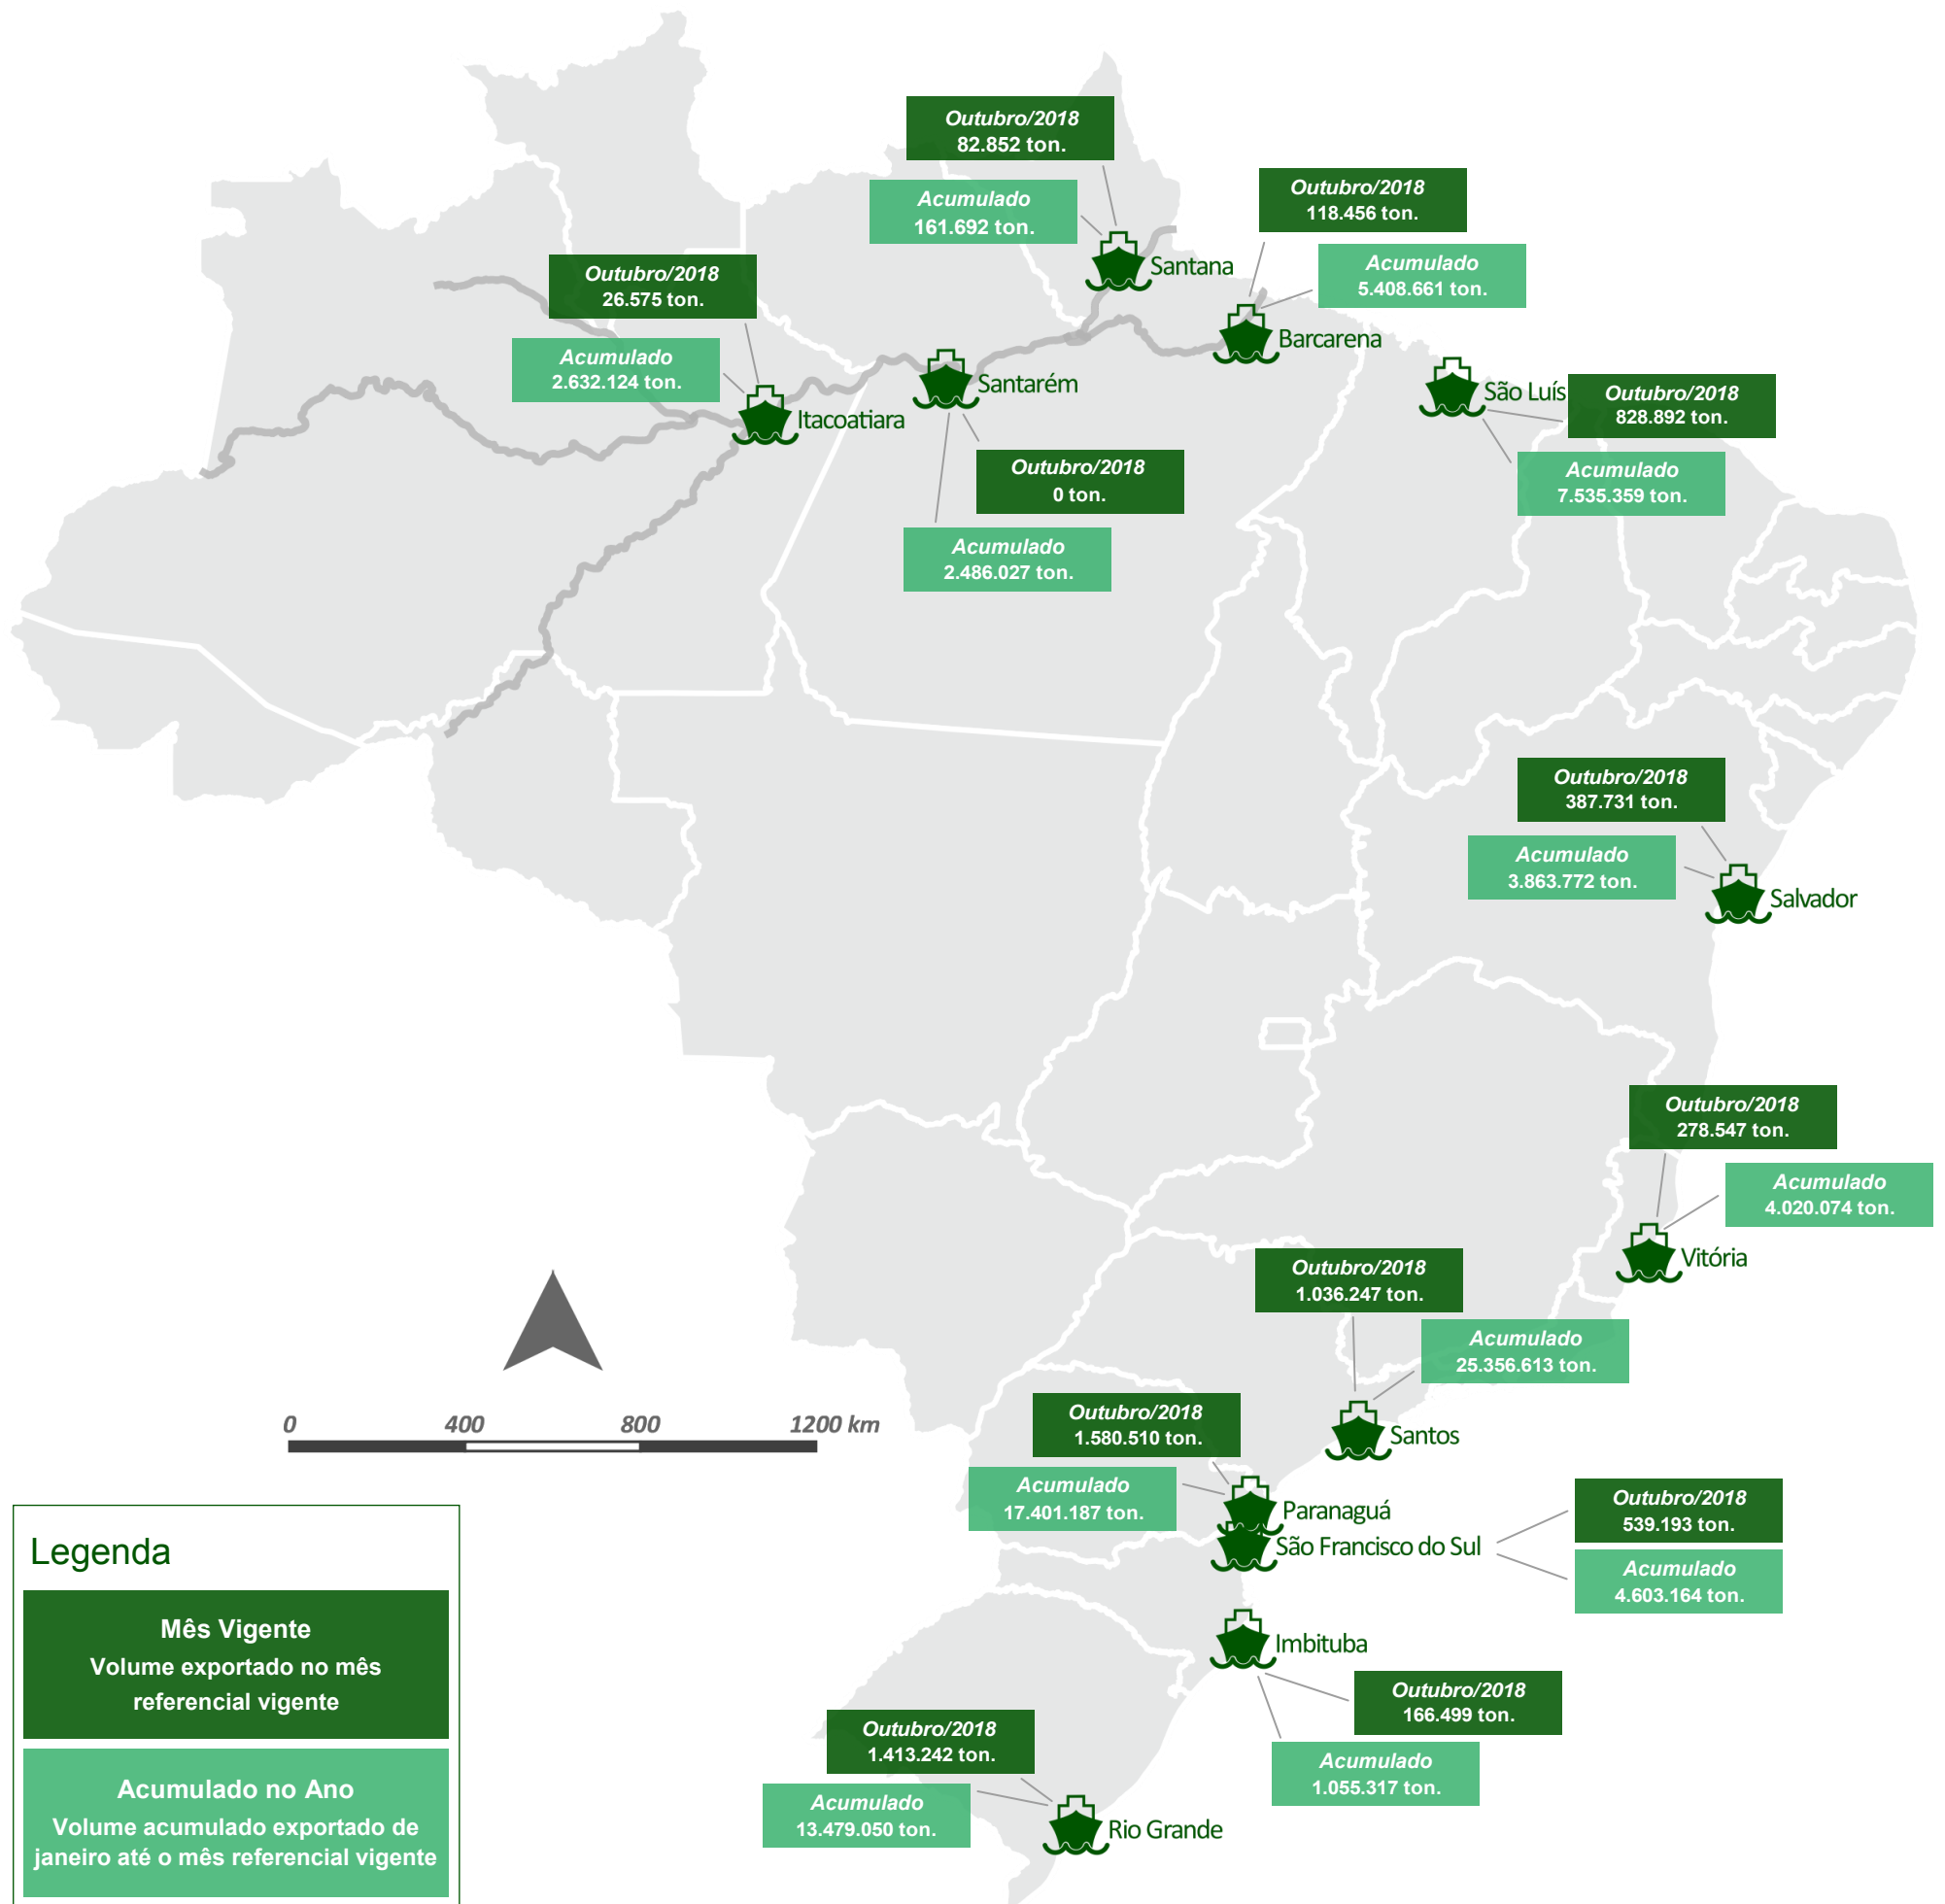 Outubro/2018
82.852 ton.
Acumulado
161.692 ton.
Santana
Outubro/2018
118.456 ton.
Acumulado
5.408.661 ton.
Barcarena
Outubro/2018
26.575 ton.
Acumulado
2.632.124 ton.
Itacoatiara
Santarém
Outubro/2018
0 ton.
Acumulado
2.486.027 ton.
São Luís
Outubro/2018
828.892 ton.
Acumulado
7.535.359 ton.
Outubro/2018
387.731 ton.
Acumulado
3.863.772 ton.
Salvador
Outubro/2018
278.547 ton.
Acumulado
4.020.074 ton.
Vitória
Outubro/2018
1.036.247 ton.
Acumulado
25.356.613 ton.
Santos
Outubro/2018
1.580.510 ton.
Acumulado
17.401.187 ton.
Paranaguá
São Francisco do Sul
Outubro/2018
539.193 ton.
Acumulado
4.603.164 ton.
Imbituba
Outubro/2018
166.499 ton.
Acumulado
1.055.317 ton.
Outubro/2018
1.413.242 ton.
Acumulado
13.479.050 ton.
Rio Grande
0 400 800 1200 km
Legenda
Mês Vigente
Volume exportado no mês
referencial vigente
Acumulado no Ano
Volume acumulado exportado de
janeiro até o mês referencial vigente